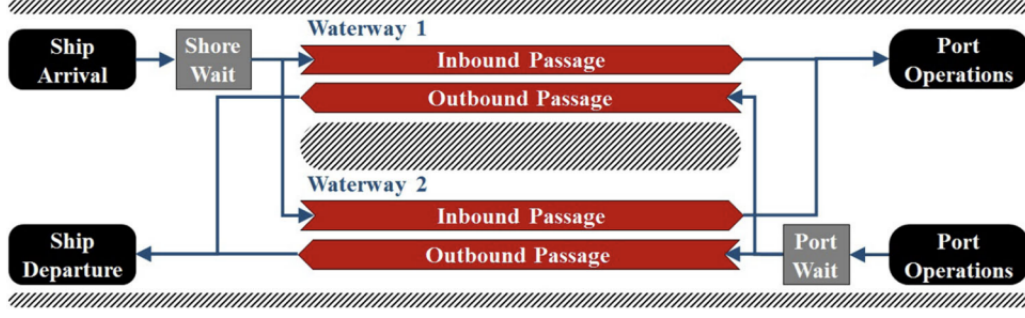 Waterway 1
Ship
Arrival
Shore
Wait
Inbound Passage
Port
Operations
Outbound Passage
Waterway 2
Inbound Passage
Ship
Departure
Outbound Passage
Port
Wait
Port
Operations